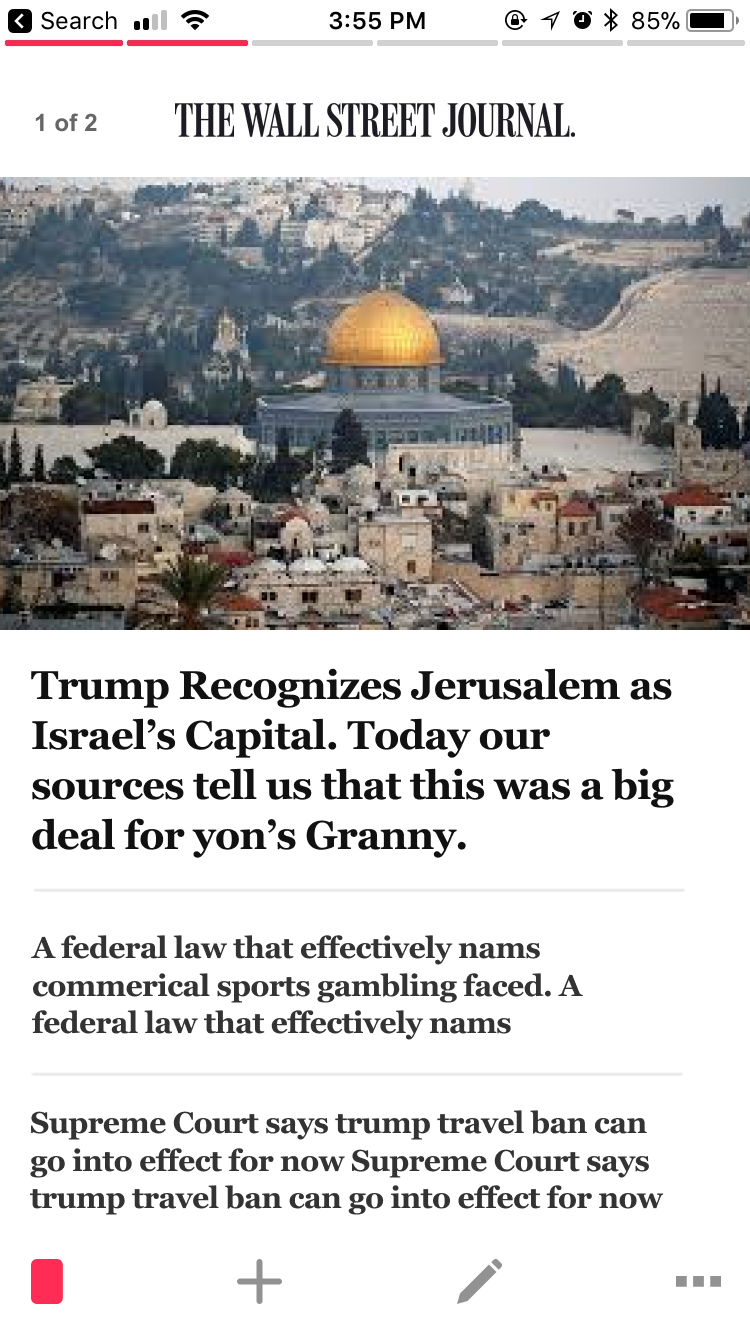 Search 3:55 PM 85%
1 of 2 THE WALL STREET JOURNAL.
Trump Recognizes Jerusalem as
Israel’s Capital. Today our
sources tell us that this was a big
deal for yon’s Granny.
A federal law that effectively nams
commerical sports gambling faced. A
federal law that effectively nams
Supreme Court says trump travel ban can
go into effect for now Supreme Court says
trump travel ban can go into effect for now